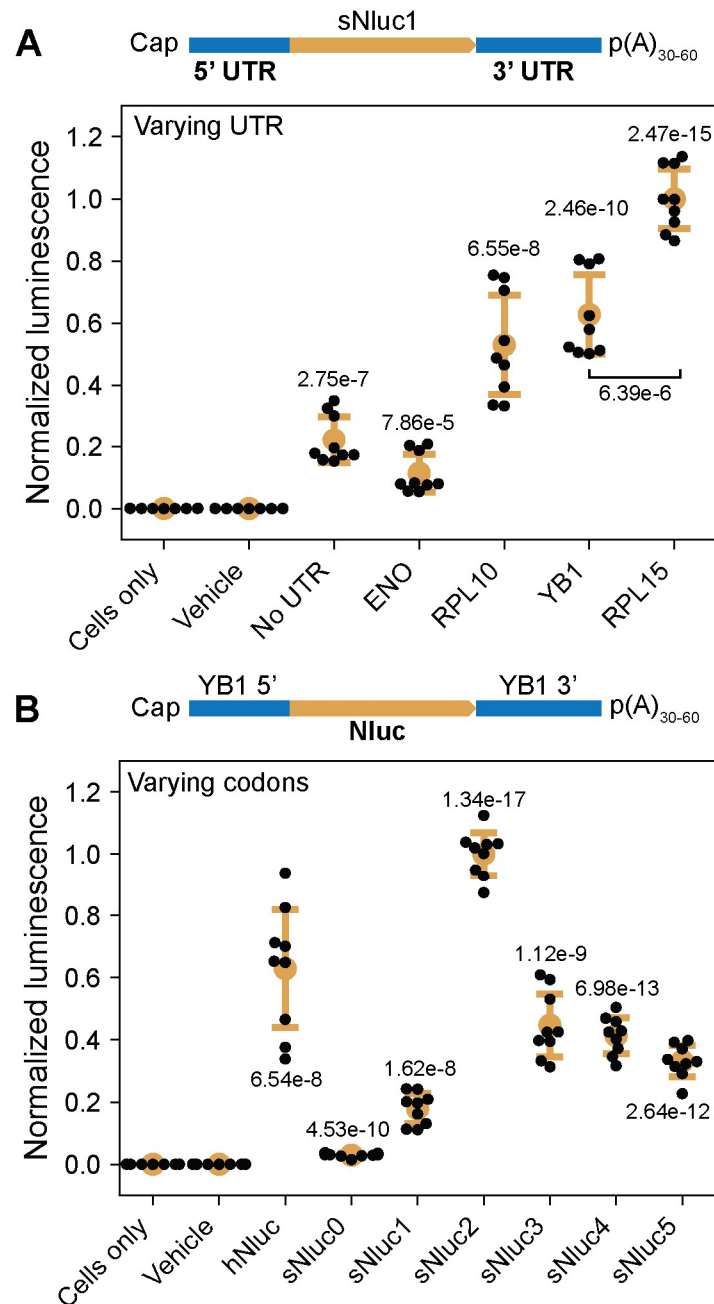 A
sNluc1
Cap
p(A)30-60
5' UTR
3' UTR
Varying UTR
Normalized luminescence
1.2
1.0
0.8
0.6
0.4
0.2
0.0
2.75e-7
7.86e-5
6.55e-8
2.46e-10
2.47e-15
6.39e-6
Cells only
Vehicle
No UTR
ENO
RPL10
YB1
RPL15
B
YB1 5'
YB1 3'
Cap
p(A)30-60
Nluc
Varying codons
Normalized luminescence
1.2
1.0
0.8
0.6
0.4
0.2
0.0
6.54e-8
4.53e-10
1.62e-8
1.34e-17
1.12e-9
6.98e-13
2.64e-12
Cells only
Vehicle
hNluc
sNluc0
sNluc1
sNluc2
sNluc3
sNluc4
sNluc5